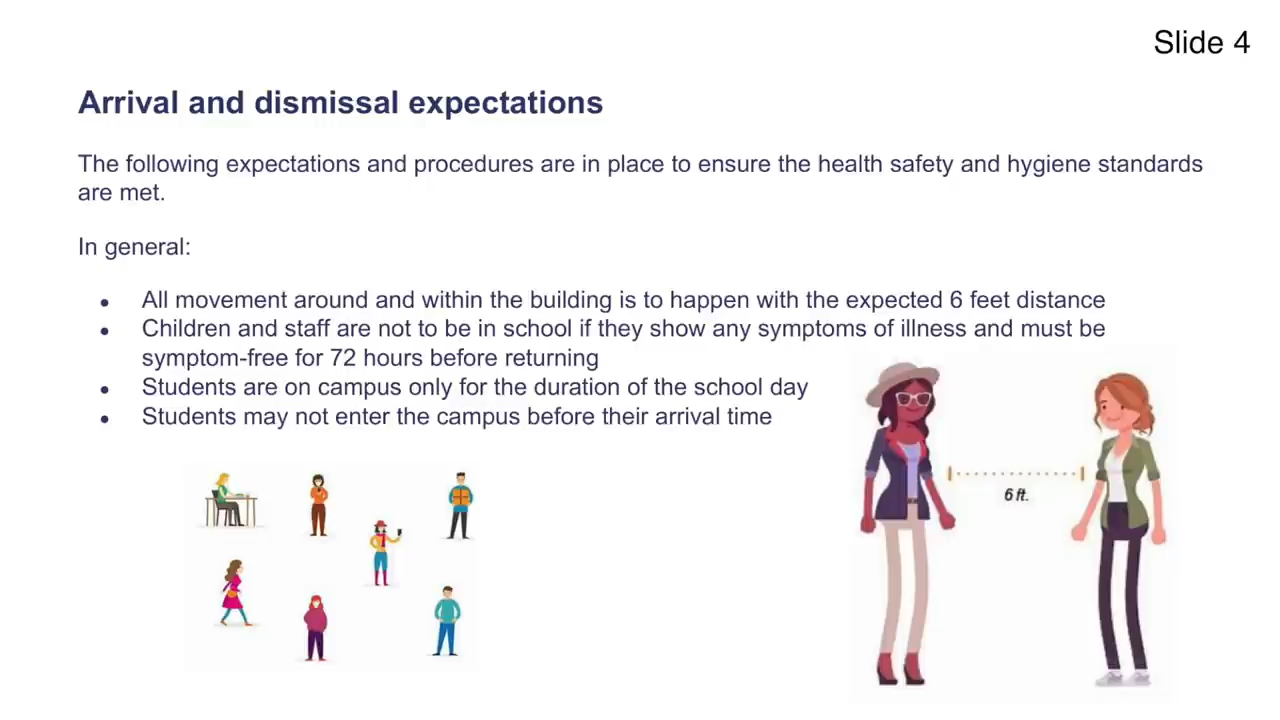 Slide 4
Arrival and dismissal expectations
The following expectations and procedures are in place to ensure the health safety and hygiene standards
are met.
In general:
● All movement around and within the building is to happen with the expected 6 feet distance
● Children and staff are not to be in school if they show any symptoms of illness and must be
symptom-free for 72 hours before returning
● Students are on campus only for the duration of the school day
● Students may not enter the campus before their arrival time
6 ft.